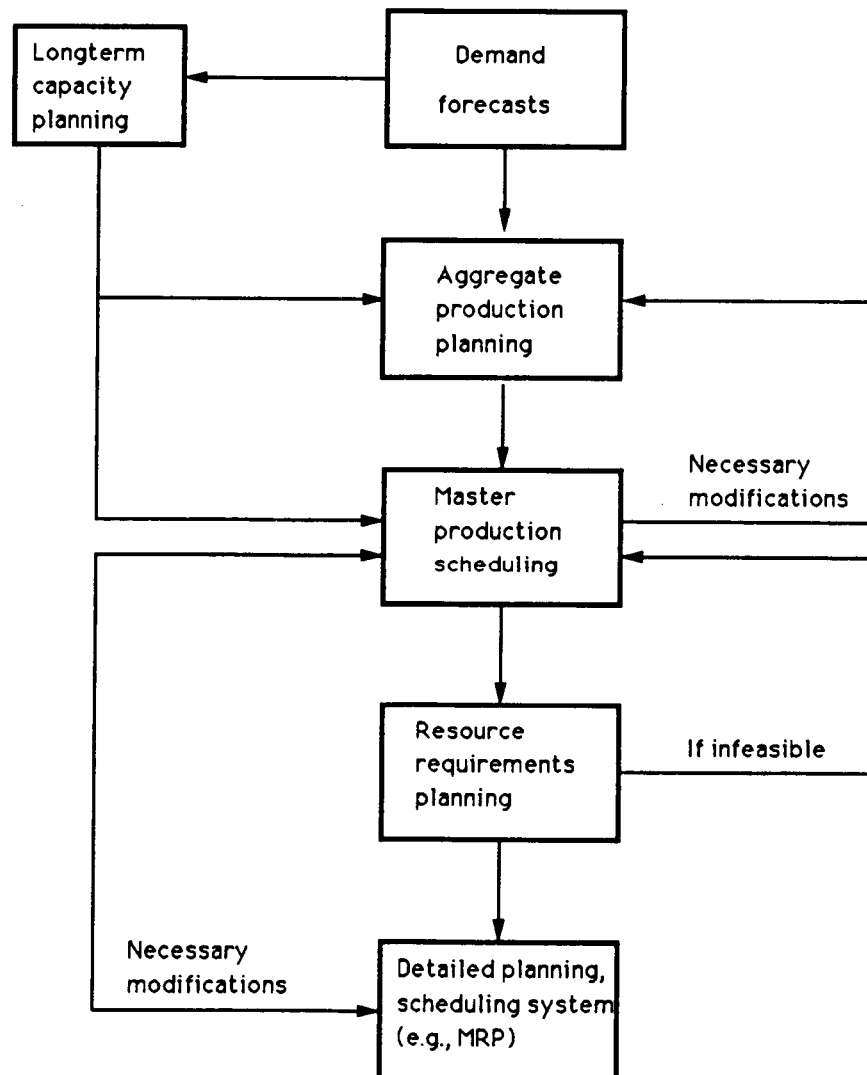 Longterm
capacity
planning
Demand
forecasts
Aggregate
production
planning
Master
production
scheduling
Necessary
modifications
Resource
requirements
planning
If infeasible
Necessary
modifications
Detailed planning,
scheduling system
(e.g., MRP)